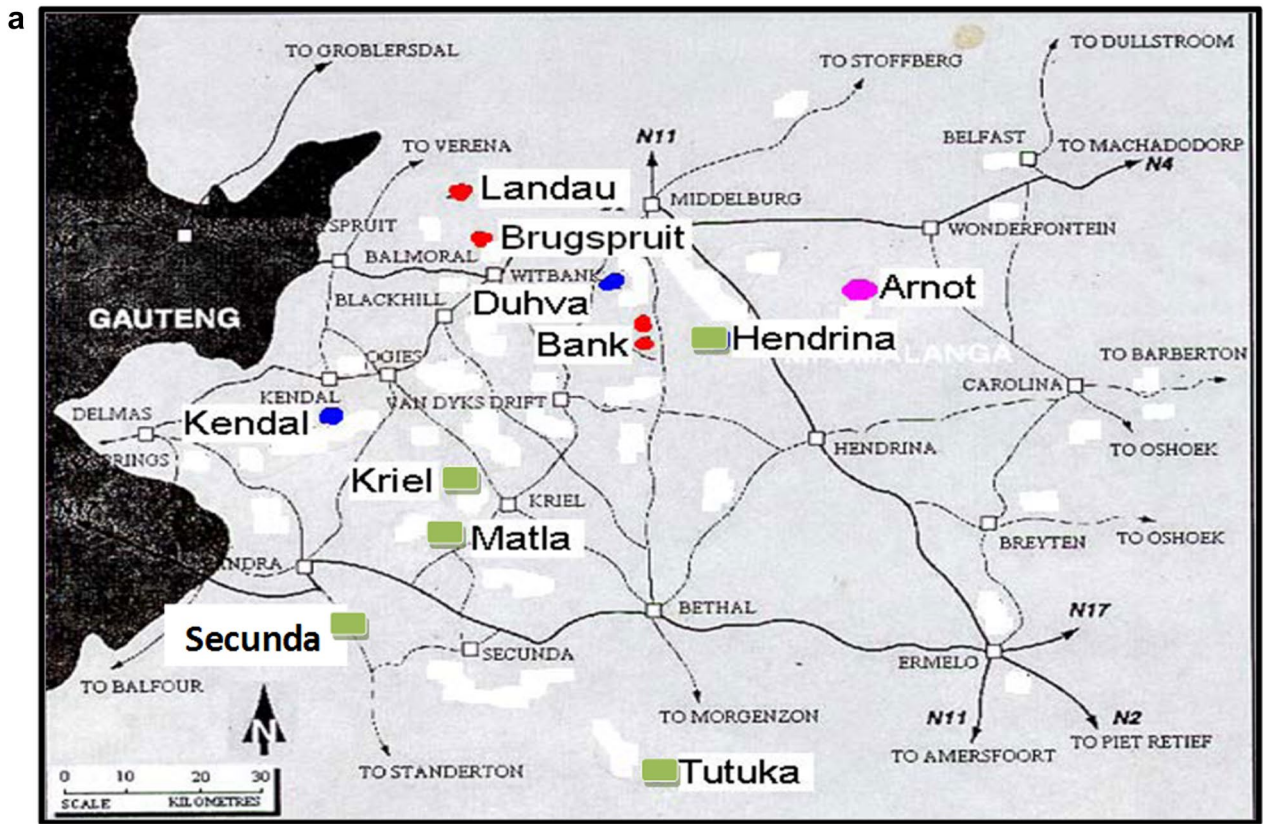 a
TO GROBLERSDAL
TO DULLSTROOM
TO STOFFBERG
N11
BELFAST
TO MACHADODORP
N4
TO VERENA
Landau
MIDDELBURG
SPRUIT
Brugspruit
WONDERFONTEIN
BALMORAL
WITBANK
Duhva
Arnot
BLACKHILL
GAUTENG
Bank
Hendrina
OGIES
TO BARBERTON
CAROLINA
KENDAL
VAN DYKS DRIFT
DELMAS
Kendal
HENDRINA
TO OSHOEK
Kriel
KRIEL
Matla
BREYTEN
TO OSHOEK
BETHAL
N17
Secunda
SECUNDA
ERMELO
TO BALFOUR
N
TO MORGENZON
N11
N2
TO PIET RETIEF
TO AMERSFOORT
TO STANDERTON
Tutuka
0 10 20 30
SCALE KILOMETRES